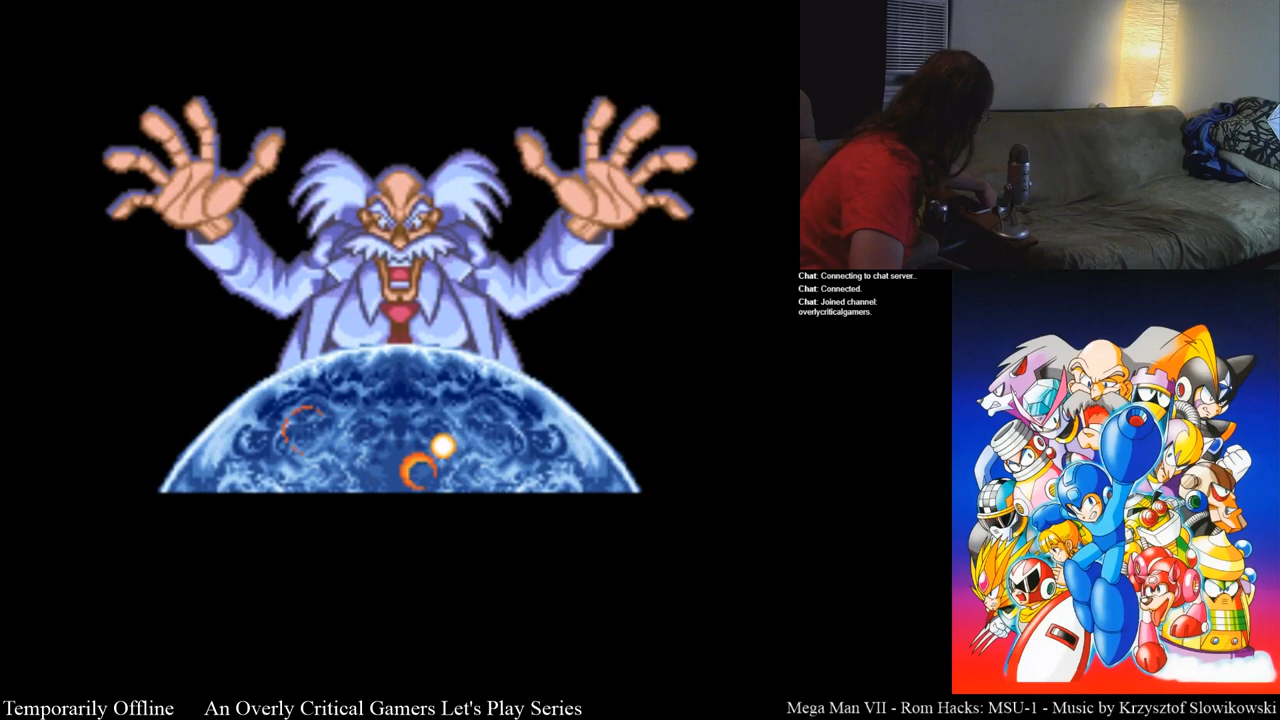 Chat: Connecting to chat server..
Chat: Connected.
Chat: Joined channel:
overlycriticalgamers.
Temporarily Offline An Overly Critical Gamers Let's Play Series
Mega Man VII - Rom Hacks: MSU-1 - Music by Krzysztof Slowikowski